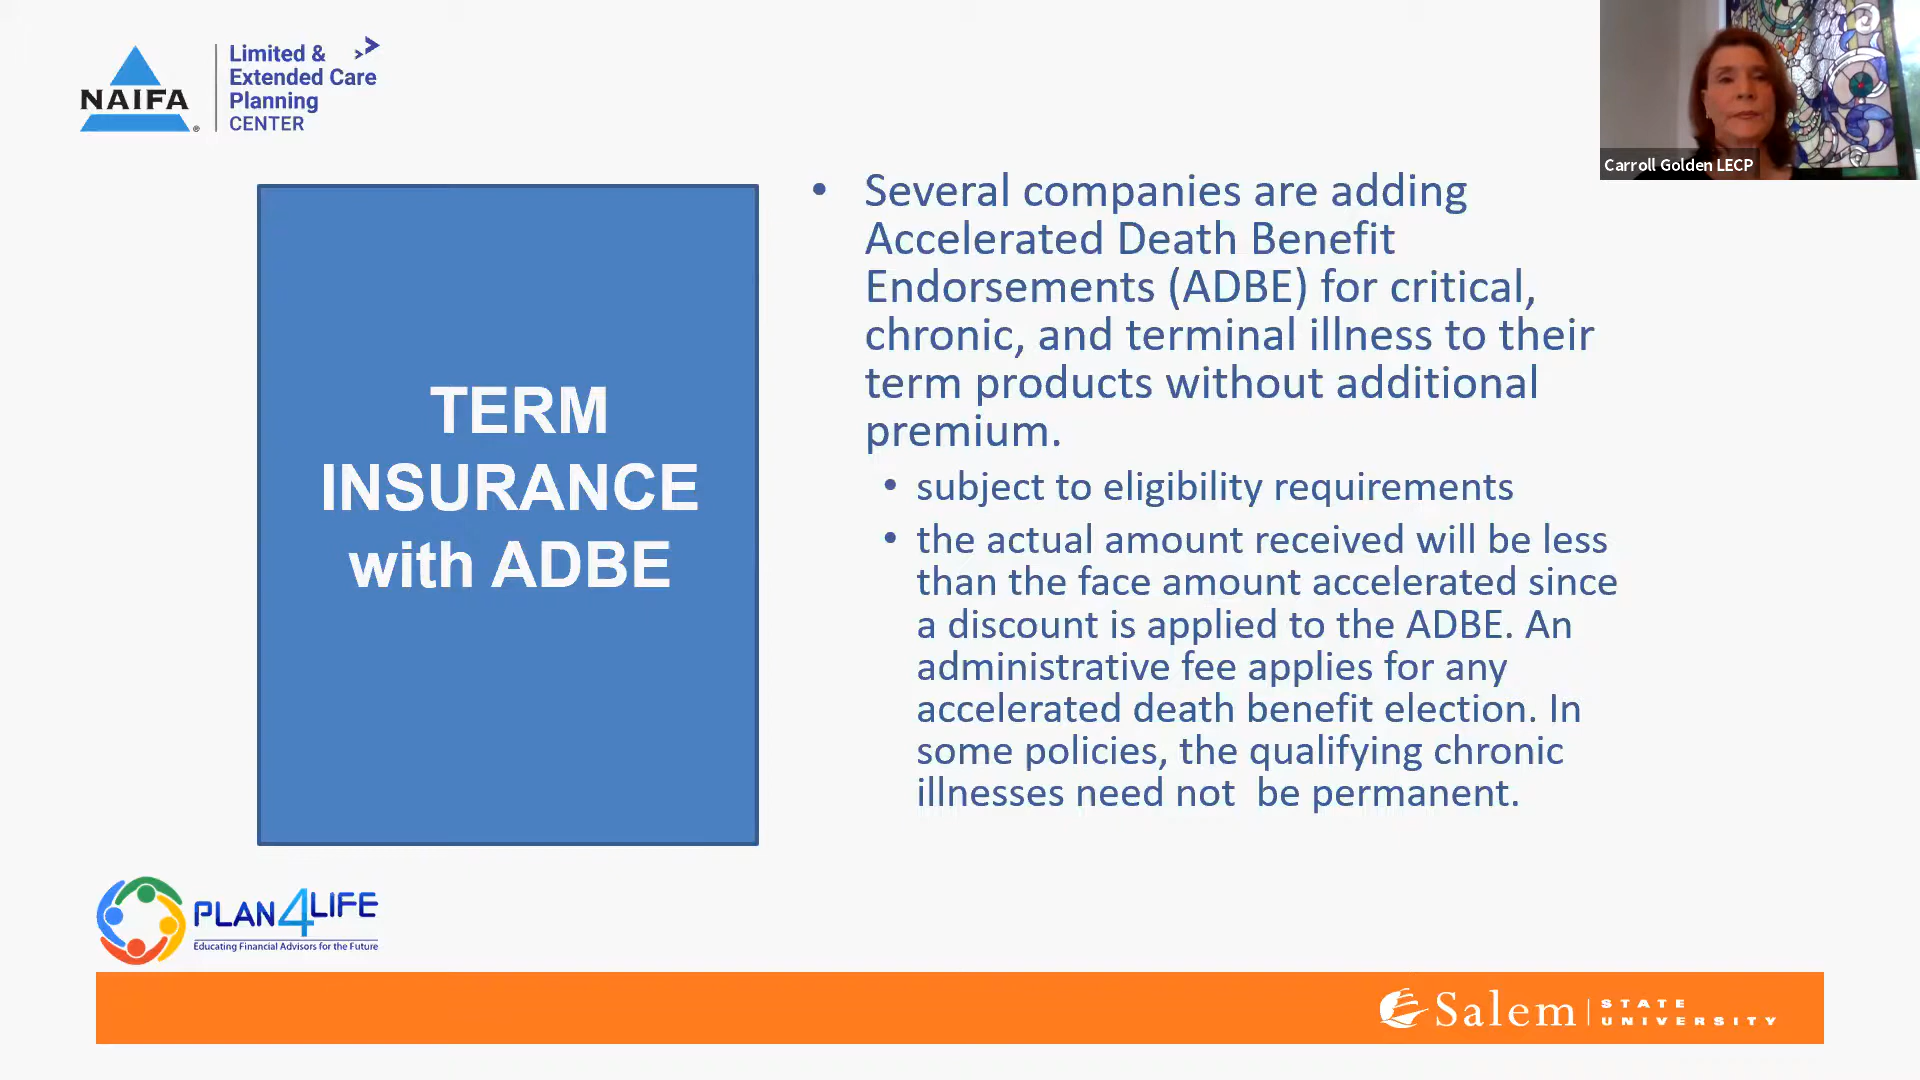 NAIFA®
Limited &
Extended Care
Planning
CENTER
Carroll Golden LECP
TERM
INSURANCE
with ADBE
• Several companies are adding
Accelerated Death Benefit
Endorsements (ADBE) for critical,
chronic, and terminal illness to their
term products without additional
premium.
• subject to eligibility requirements
• the actual amount received will be less
than the face amount accelerated since
a discount is applied to the ADBE. An
administrative fee applies for any
accelerated death benefit election. In
some policies, the qualifying chronic
illnesses need not  be permanent.
PLAN4LIFE
Educating Financial Advisors for the Future
Salem
STATE
UNIVERSITY